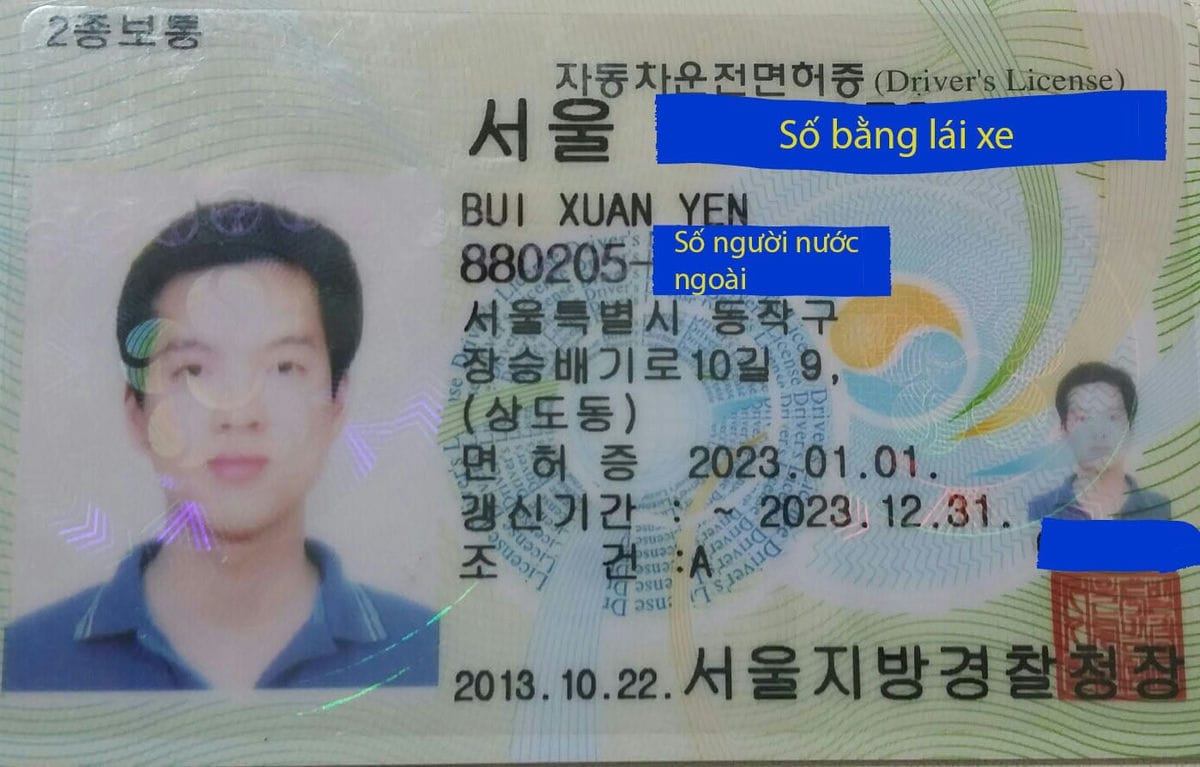 2종보통
자동차운전면허증 (Driver's License)
서울
Số bằng lái xe
BUI XUAN YEN
880205-
Số người nước
ngoài
서울특별시 동작구
장승배기로10길 9,
(상도동)
면 허 증 2023.01.01.
갱신기간 : ~ 2023.12.31.
조 건 :A
2013.10.22. 서울지방경찰청장